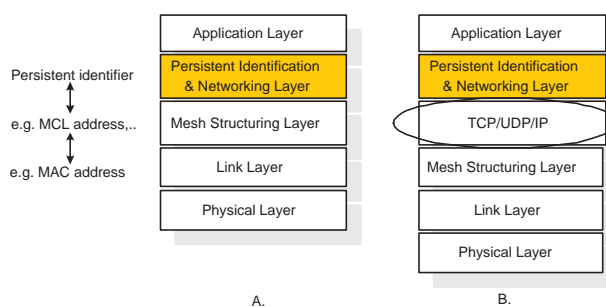 Persistent identifier
e.g. MCL address,..
e.g. MAC address
Application Layer
Persistent Identification
& Networking Layer
Mesh Structuring Layer
Link Layer
Physical Layer
A.
Application Layer
Persistent Identification
& Networking Layer
TCP/UDP/IP
Mesh Structuring Layer
Link Layer
Physical Layer
B.